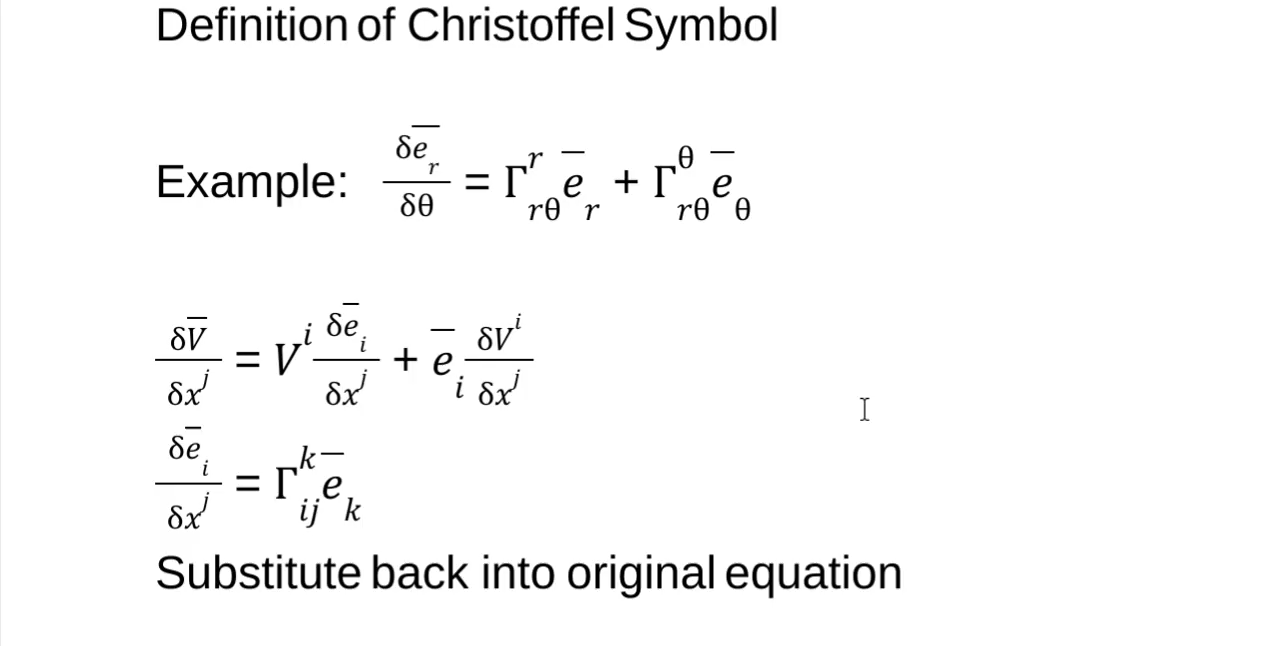 Definition of Christoffel Symbol
Example: δe̅_r/δθ = Γ^r_{rθ} e̅_r + Γ^θ_{rθ} e̅_θ
δV̅/δx^j = V^i δe̅_i/δx^j + e̅_i δV^i/δx^j
δe̅_i/δx^j = Γ^k_{ij} e̅_k
Substitute back into original equation